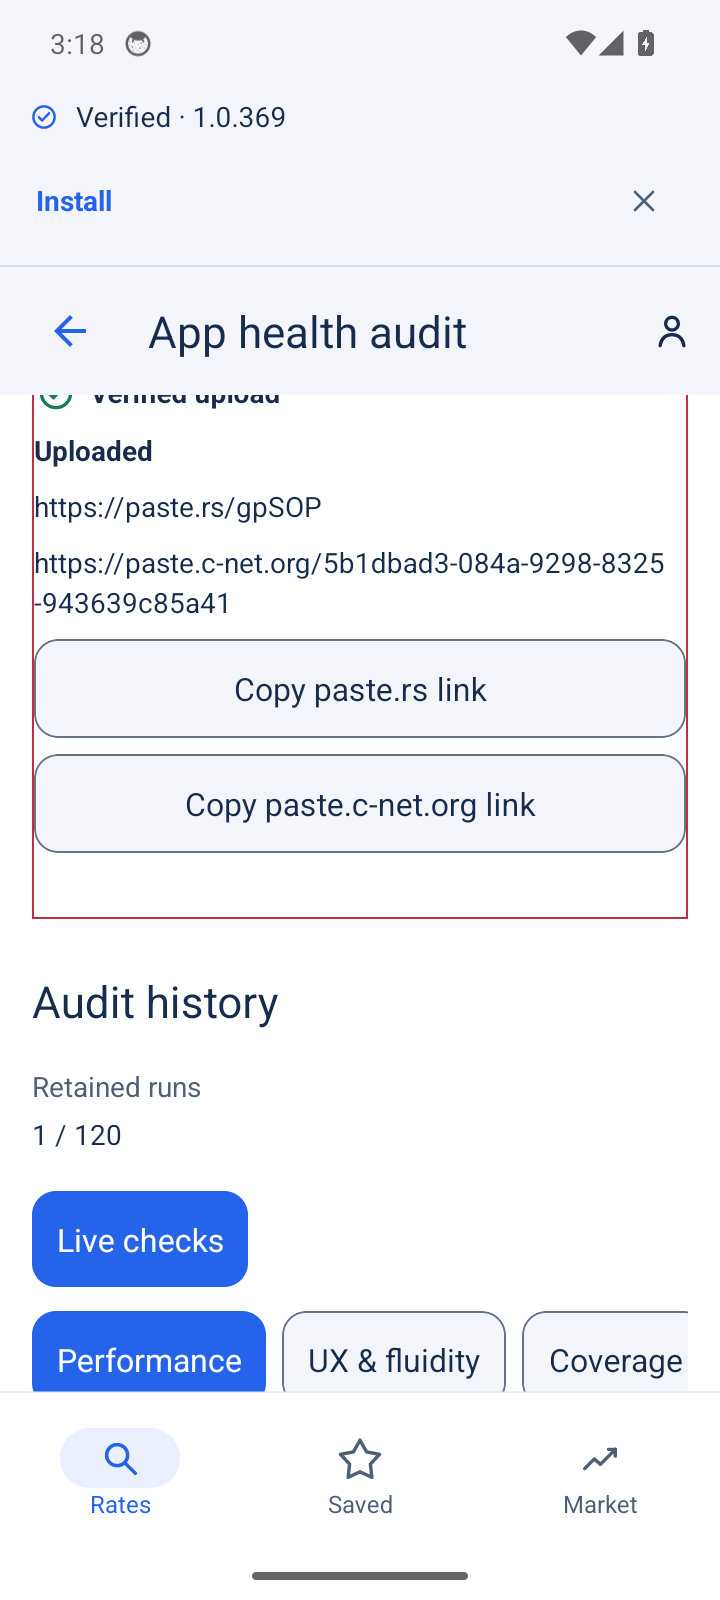 3:18
Verified · 1.0.369
Install
App health audit
Verified upload
Uploaded
https://paste.rs/gpSOP
https://paste.c-net.org/5b1dbad3-084a-9298-8325
-943639c85a41
Copy paste.rs link
Copy paste.c-net.org link
Audit history
Retained runs
1 / 120
Live checks
Performance
UX & fluidity
Coverage
Rates
Saved
Market